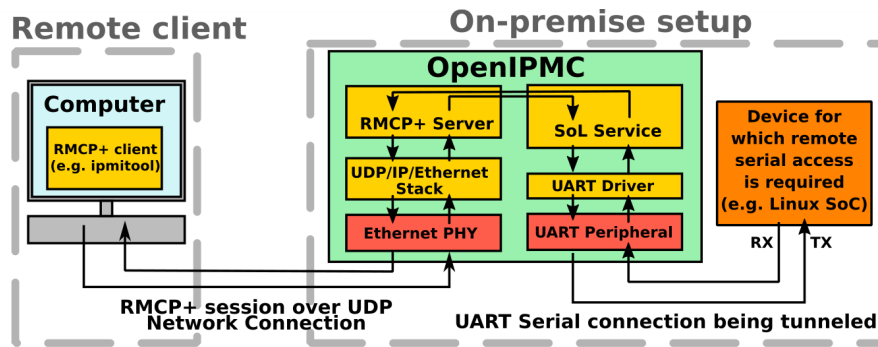 Remote client
On-premise setup
Computer
RMCP+ client
(e.g. ipmitool)
OpenIPMC
RMCP+ Server
UDP/IP/Ethernet
Stack
Ethernet PHY
SoL Service
UART Driver
UART Peripheral
Device for
which remote
serial access
is required
(e.g. Linux SoC)
RX
TX
RMCP+ session over UDP
Network Connection
UART Serial connection being tunneled